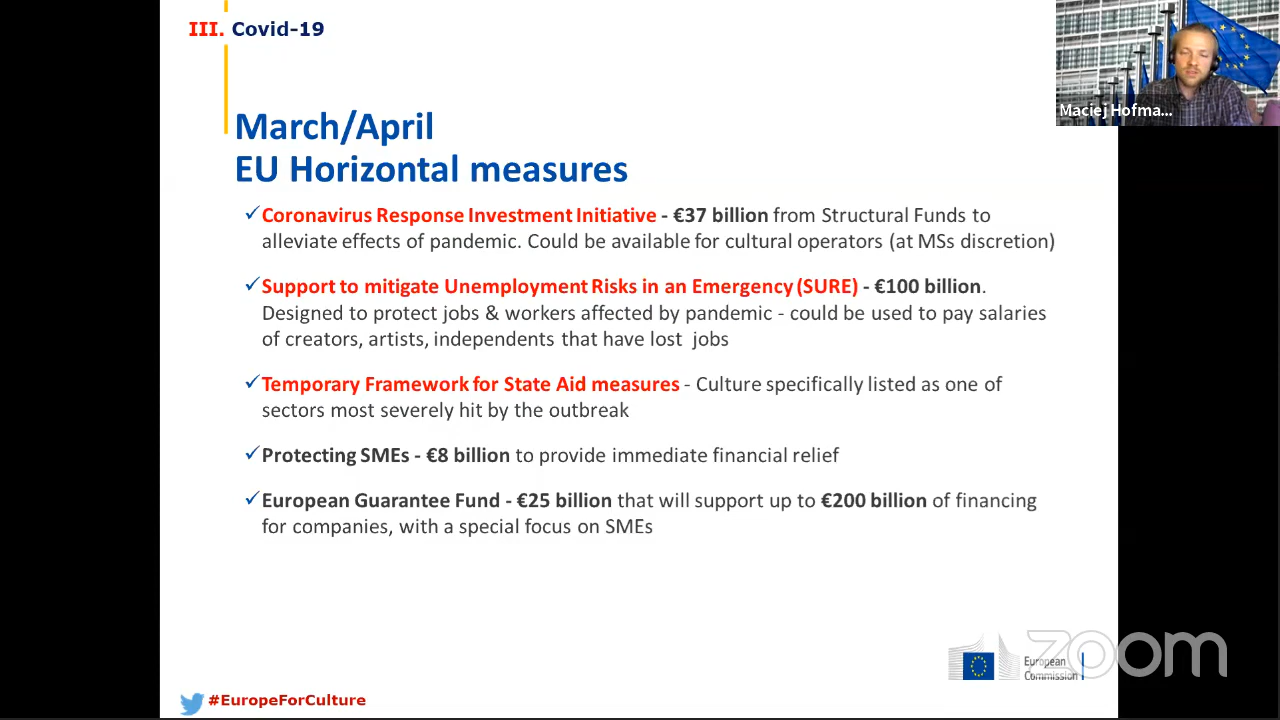 III. Covid-19
Maciej Hofma...
March/April
EU Horizontal measures
✓Coronavirus Response Investment Initiative - €37 billion from Structural Funds to
alleviate effects of pandemic. Could be available for cultural operators (at MSs discretion)
✓Support to mitigate Unemployment Risks in an Emergency (SURE) - €100 billion.
Designed to protect jobs & workers affected by pandemic - could be used to pay salaries
of creators, artists, independents that have lost jobs
✓Temporary Framework for State Aid measures - Culture specifically listed as one of
sectors most severely hit by the outbreak
✓Protecting SMEs - €8 billion to provide immediate financial relief
✓European Guarantee Fund - €25 billion that will support up to €200 billion of financing
for companies, with a special focus on SMEs
European
Commission
zoom
#EuropeForCulture